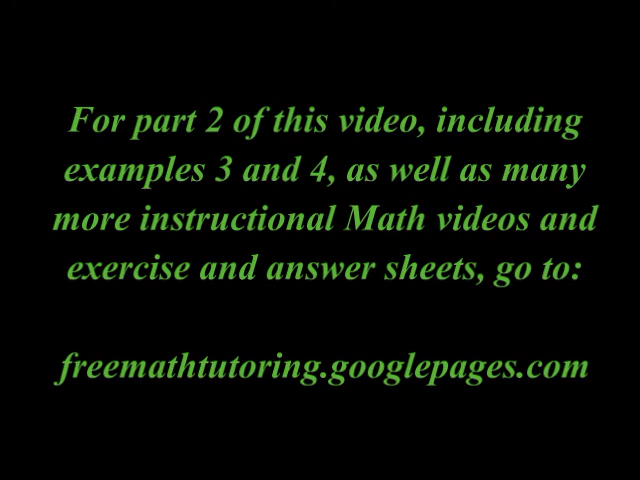 For part 2 of this video, including
examples 3 and 4, as well as many
more instructional Math videos and
exercise and answer sheets, go to:
freemathtutoring.googlepages.com